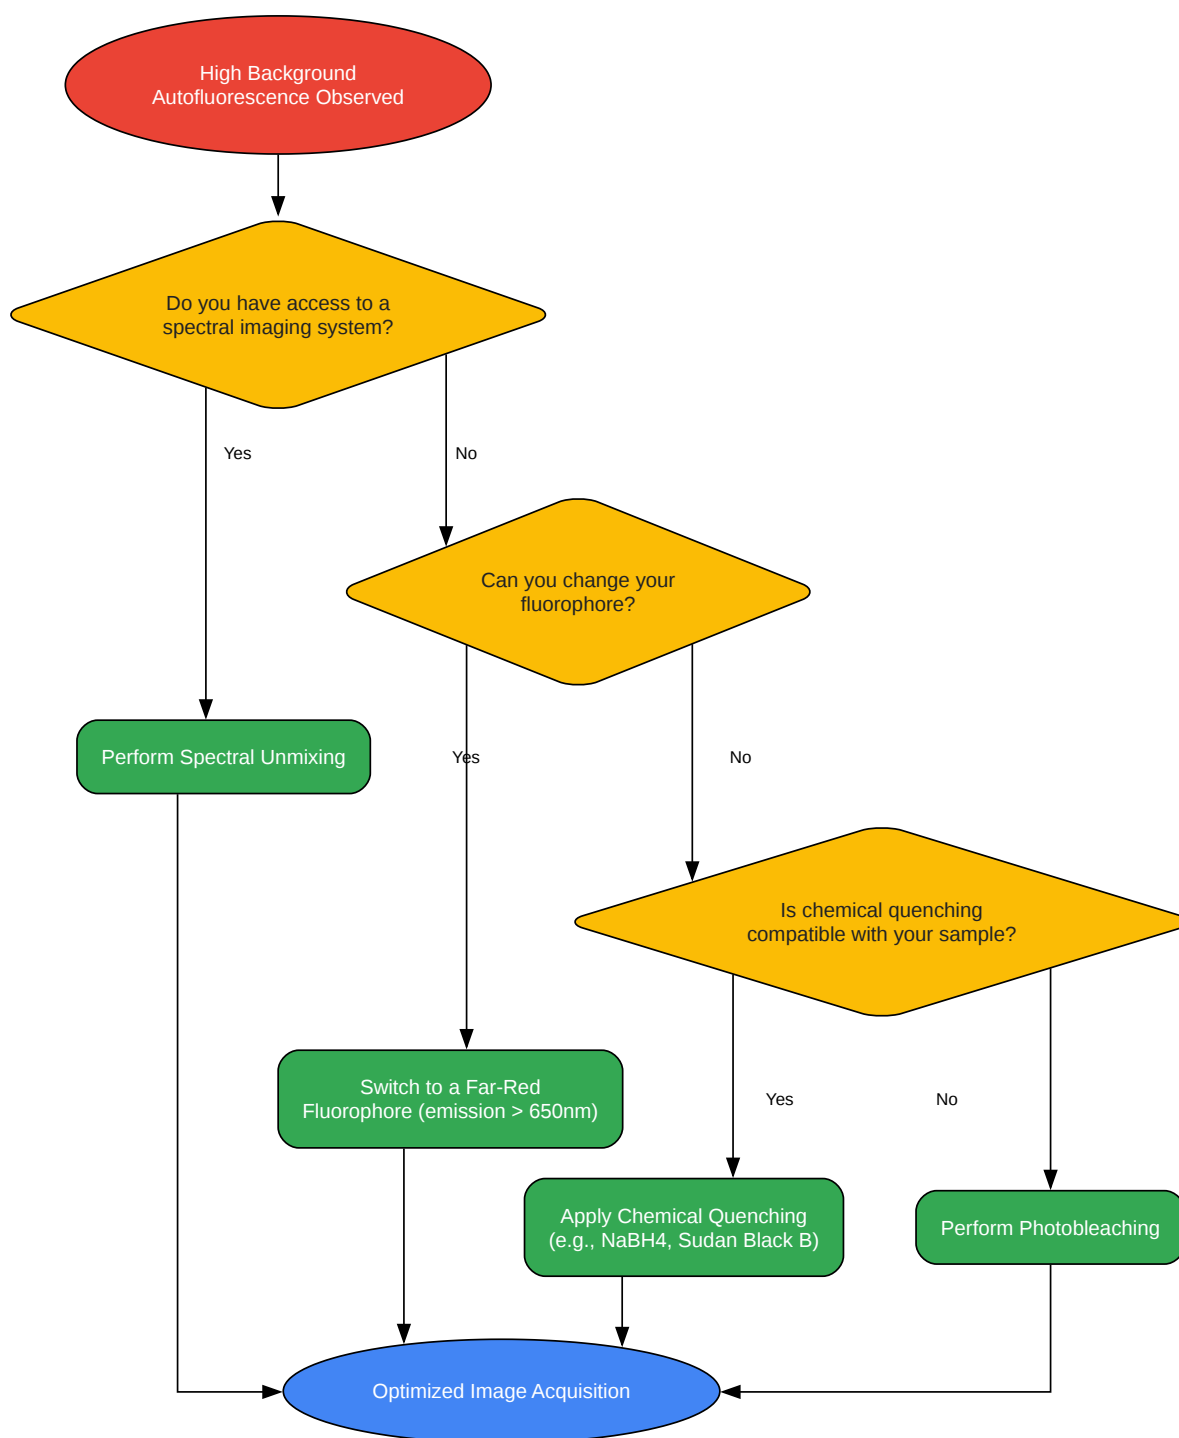 High Background
Autofluorescence Observed
Do you have access to a
spectral imaging system?
Yes
No
Can you change your
fluorophore?
Perform Spectral Unmixing
Yes
No
Is chemical quenching
compatible with your sample?
Switch to a Far-Red
Fluorophore (emission > 650nm)
Yes
No
Apply Chemical Quenching
(e.g., NaBH4, Sudan Black B)
Perform Photobleaching
Optimized Image Acquisition